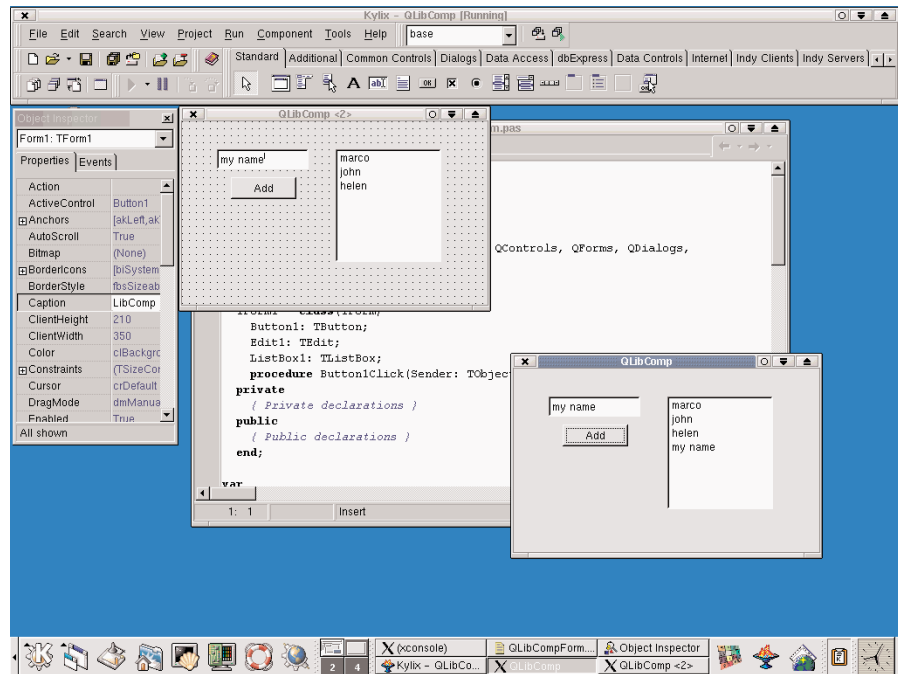 Kylix - QLibComp [Running]
File Edit Search View Project Run Component Tools Help base
Standard Additional Common Controls Dialogs Data Access dbExpress Data Controls Internet Indy Clients Indy Servers
A abI OK
Object Inspector
Form1: TForm1
Properties Events
Action
ActiveControl Button1
Anchors [akLeft,ak
AutoScroll True
Bitmap (None)
BorderIcons [biSystem
BorderStyle fbsSizeab
Caption LibComp
ClientHeight 210
ClientWidth 350
Color clBackgro
Constraints (TSizeCor
Cursor crDefault
DragMode dmManua
Enabled True
All shown
QLibComp <2>
my name
Add
marco
john
helen
m.pas
QControls, QForms, QDialogs,
TForm1 = class(TForm)
Button1: TButton;
Edit1: TEdit;
ListBox1: TListBox;
procedure Button1Click(Sender: TObjec
private
{ Private declarations }
public
{ Public declarations }
end;
var
1: 1 Insert
QLibComp
my name
Add
marco
john
helen
my name
2 4
(xconsole) QLibCompForm.... Object Inspector
Kylix - QLibCo... QLibComp QLibComp <2>